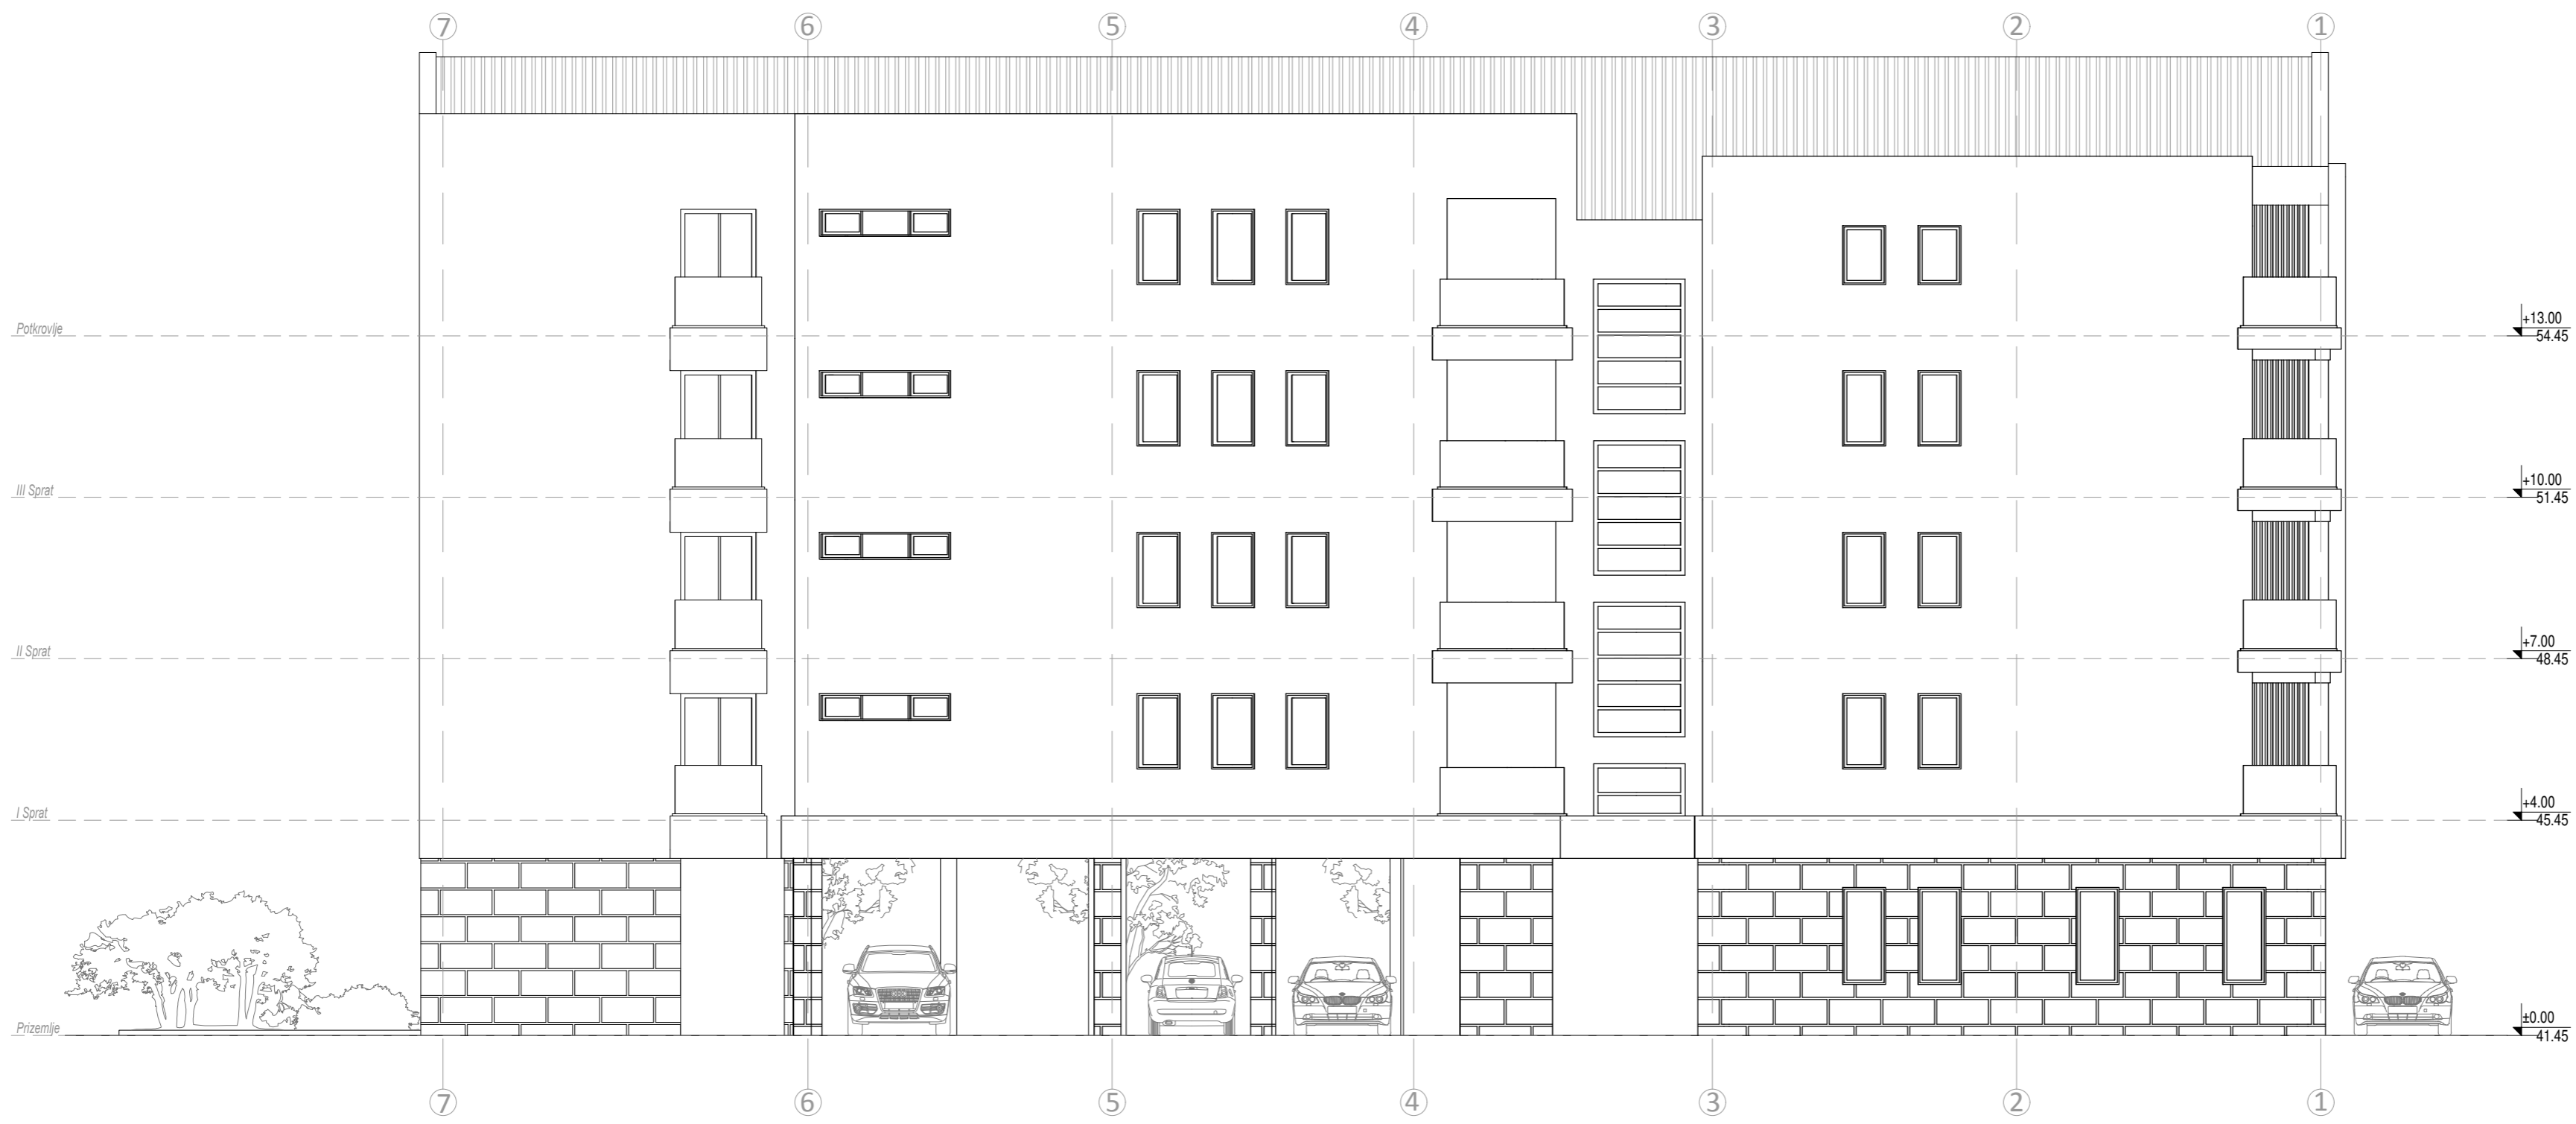 7 6 5 4 3 2 1
Potkrovlje
+13.00
54.45
III Sprat
+10.00
51.45
II Sprat
+7.00
48.45
I Sprat
+4.00
45.45
Prizemlje
±0.00
41.45
7 6 5 4 3 2 1